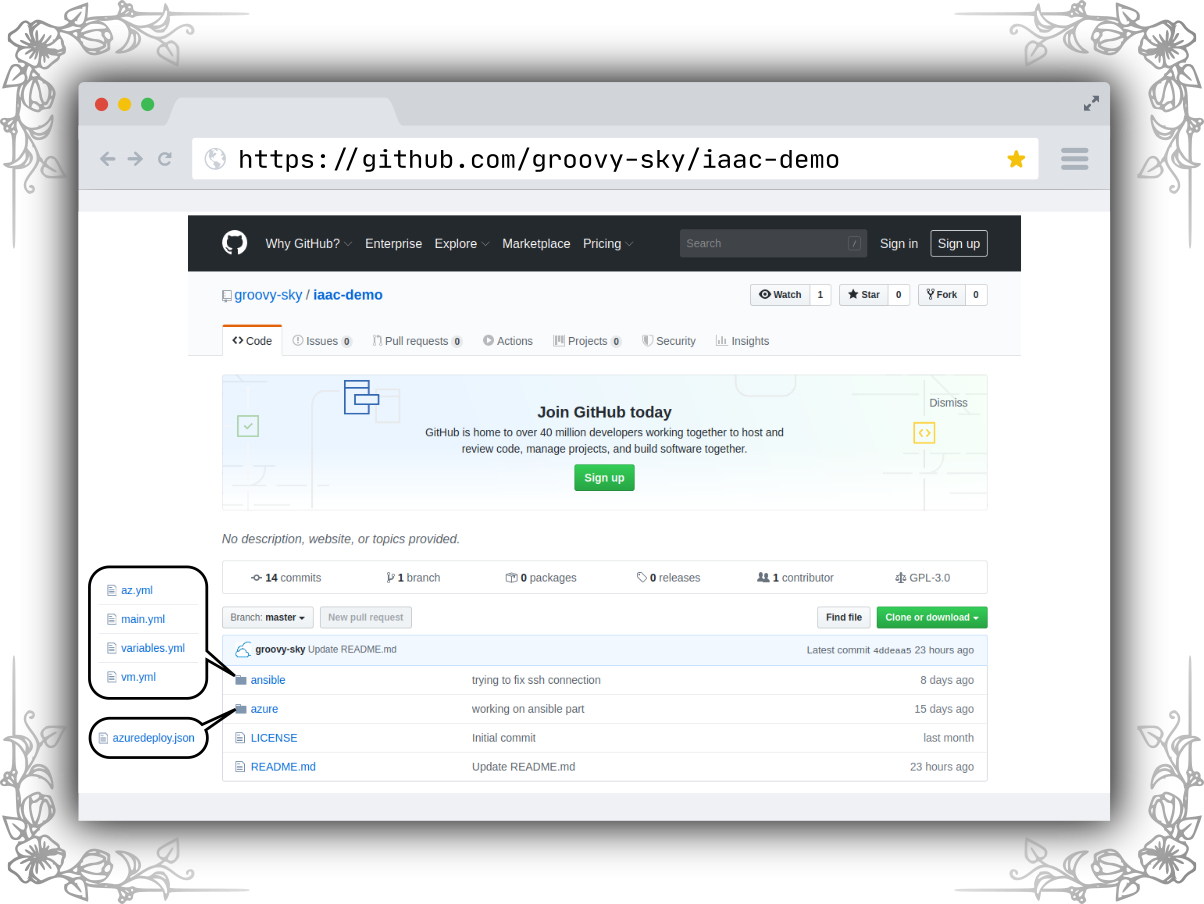 https://github.com/groovy-sky/iaac-demo
Why GitHub? Enterprise Explore Marketplace Pricing Search / Sign in Sign up
groovy-sky / iaac-demo Watch 1 Star 0 Fork 0
Code Issues 0 Pull requests 0 Actions Projects 0 Security Insights
Dismiss
Join GitHub today
GitHub is home to over 40 million developers working together to host and
review code, manage projects, and build software together.
Sign up
No description, website, or topics provided.
14 commits 1 branch 0 packages 0 releases 1 contributor GPL-3.0
Branch: master New pull request Find file Clone or download
groovy-sky Update README.md Latest commit 4ddeaa5 23 hours ago
ansible trying to fix ssh connection 8 days ago
azure working on ansible part 15 days ago
LICENSE Initial commit last month
README.md Update README.md 23 hours ago
az.yml
main.yml
variables.yml
vm.yml
azuredeploy.json